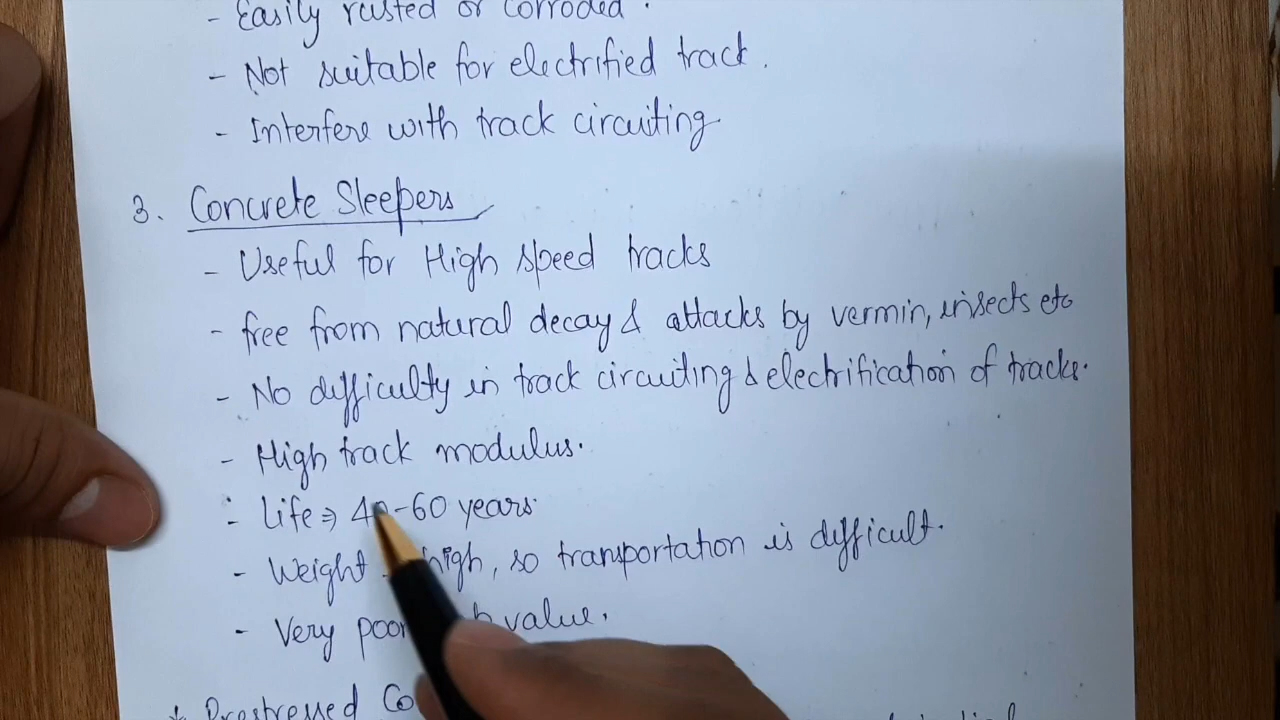 - Easily rusted or corroded.
- Not suitable for electrified track.
- Interfere with track circuiting
3. Concrete Sleepers
- Useful for High speed tracks
- free from natural decay & attacks by vermin, insects etc
- No difficulty in track circuiting & electrification of tracks.
- High track modulus.
- Life ⇒ 40-60 years
- Weight high, so transportation is difficult.
- Very poor value.
* Prestressed Co